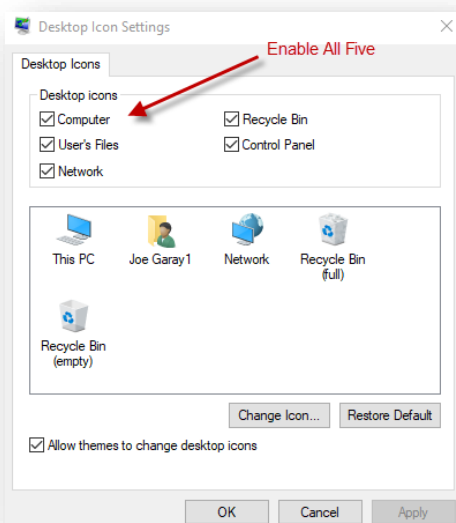 Desktop Icon Settings
Enable All Five
Desktop Icons
Desktop icons
Computer
Recycle Bin
User's Files
Control Panel
Network
This PC
Joe Garay1
Network
Recycle Bin
(full)
Recycle Bin
(empty)
Change Icon...
Restore Default
Allow themes to change desktop icons
OK
Cancel
Apply